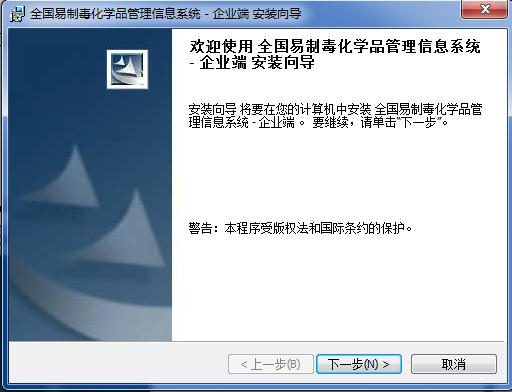 全国易制毒化学品管理信息系统 - 企业端 安装向导
欢迎使用 全国易制毒化学品管理信息系统
- 企业端 安装向导
安装向导 将要在您的计算机中安装 全国易制毒化学品管
理信息系统 - 企业端 。 要继续，请单击“下一步”。
警告：本程序受版权法和国际条约的保护。
< 上一步(B)
下一步(N) >
取消